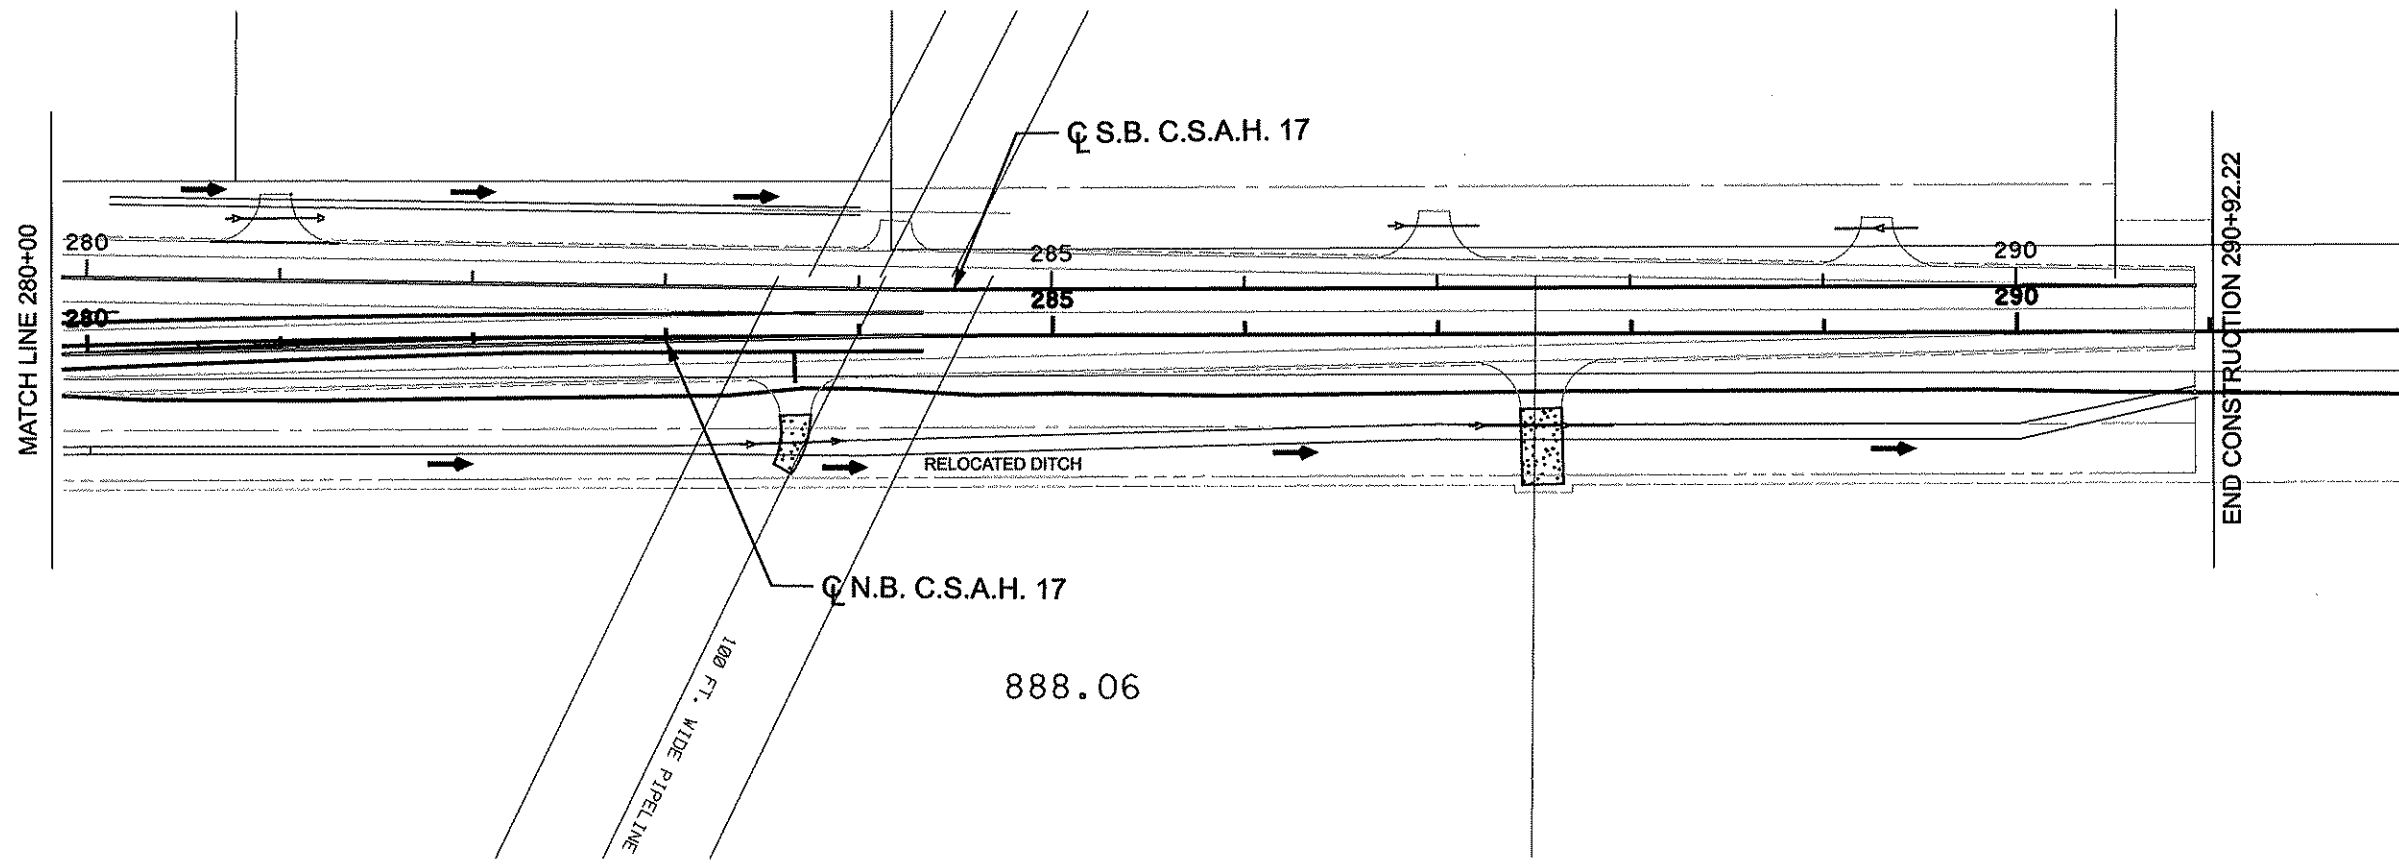 ℄ S.B. C.S.A.H. 17
MATCH LINE 280+00
280
285
290
280
285
290
END CONSTRUCTION 290+92.22
RELOCATED DITCH
℄ N.B. C.S.A.H. 17
100 FT. WIDE PIPELINE
888.06